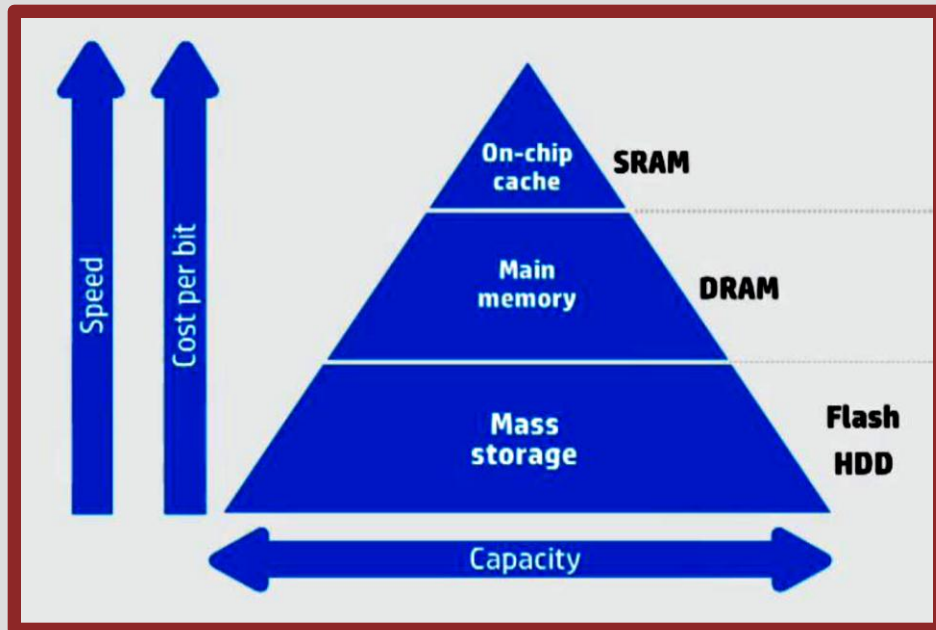 Speed
Cost per bit
On-chip
cache
SRAM
Main
memory
DRAM
Mass
storage
Flash
HDD
Capacity